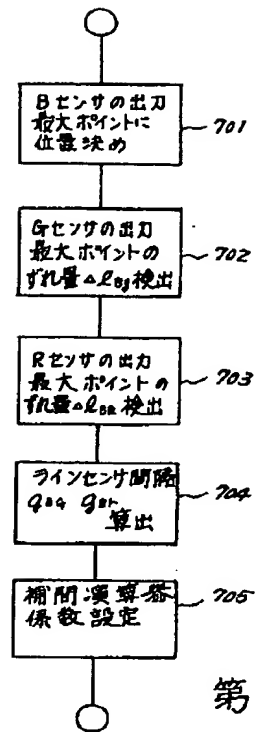 Bセンサの出力
最大ポイントに
位置決め
701
Gセンサの出力
最大ポイントの
ずれ量Δl_Bg検出
702
Rセンサの出力
最大ポイントの
ずれ量Δl_BR検出
703
ラインセンサ間隔
g_BG g_Br
算出
704
補間演算器
係数設定
705
第